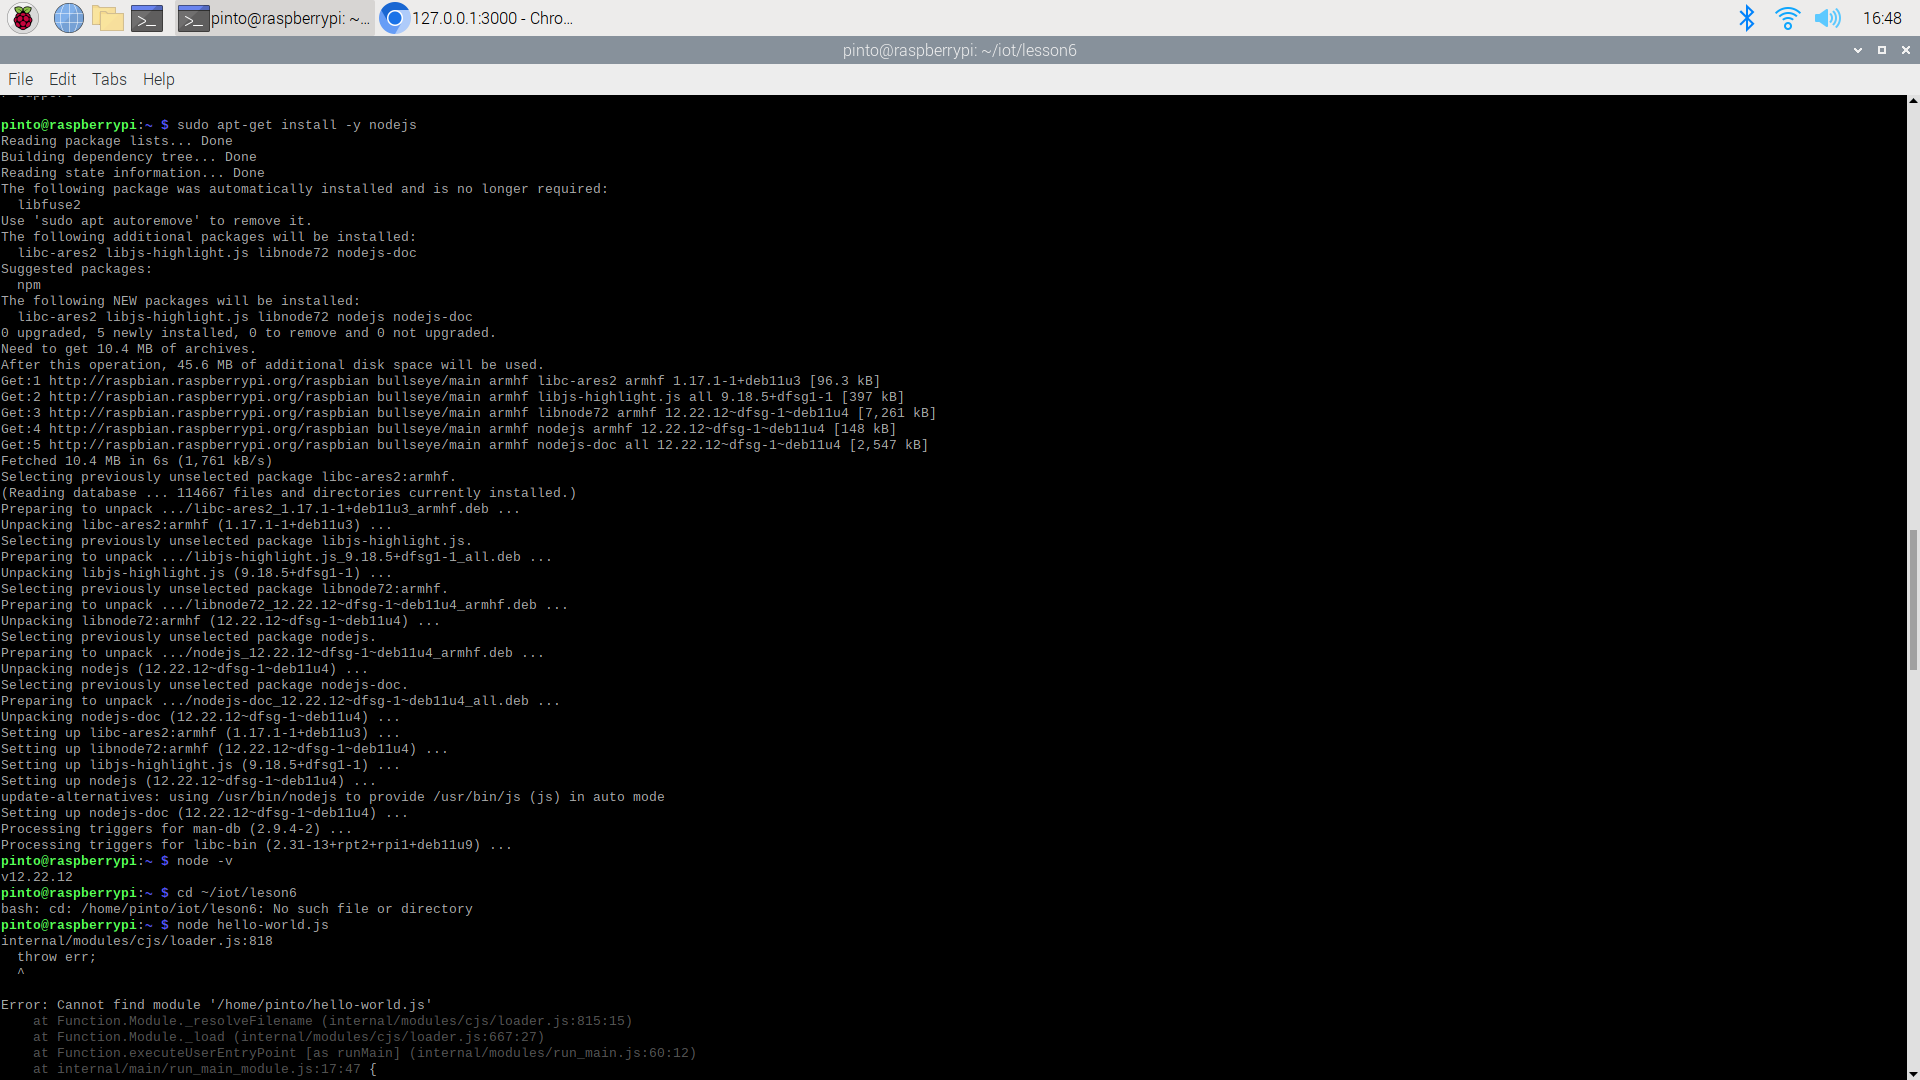 pinto@raspberrypi: ~...
127.0.0.1:3000 - Chro...
16:48
pinto@raspberrypi: ~/iot/lesson6
File Edit Tabs Help
pinto@raspberrypi:~ $ sudo apt-get install -y nodejs
Reading package lists... Done
Building dependency tree... Done
Reading state information... Done
The following package was automatically installed and is no longer required:
  libfuse2
Use 'sudo apt autoremove' to remove it.
The following additional packages will be installed:
  libc-ares2 libjs-highlight.js libnode72 nodejs-doc
Suggested packages:
  npm
The following NEW packages will be installed:
  libc-ares2 libjs-highlight.js libnode72 nodejs nodejs-doc
0 upgraded, 5 newly installed, 0 to remove and 0 not upgraded.
Need to get 10.4 MB of archives.
After this operation, 45.6 MB of additional disk space will be used.
Get:1 http://raspbian.raspberrypi.org/raspbian bullseye/main armhf libc-ares2 armhf 1.17.1-1+deb11u3 [96.3 kB]
Get:2 http://raspbian.raspberrypi.org/raspbian bullseye/main armhf libjs-highlight.js all 9.18.5+dfsg1-1 [397 kB]
Get:3 http://raspbian.raspberrypi.org/raspbian bullseye/main armhf libnode72 armhf 12.22.12~dfsg-1~deb11u4 [7,261 kB]
Get:4 http://raspbian.raspberrypi.org/raspbian bullseye/main armhf nodejs armhf 12.22.12~dfsg-1~deb11u4 [148 kB]
Get:5 http://raspbian.raspberrypi.org/raspbian bullseye/main armhf nodejs-doc all 12.22.12~dfsg-1~deb11u4 [2,547 kB]
Fetched 10.4 MB in 6s (1,761 kB/s)
Selecting previously unselected package libc-ares2:armhf.
(Reading database ... 114667 files and directories currently installed.)
Preparing to unpack .../libc-ares2_1.17.1-1+deb11u3_armhf.deb ...
Unpacking libc-ares2:armhf (1.17.1-1+deb11u3) ...
Selecting previously unselected package libjs-highlight.js.
Preparing to unpack .../libjs-highlight.js_9.18.5+dfsg1-1_all.deb ...
Unpacking libjs-highlight.js (9.18.5+dfsg1-1) ...
Selecting previously unselected package libnode72:armhf.
Preparing to unpack .../libnode72_12.22.12~dfsg-1~deb11u4_armhf.deb ...
Unpacking libnode72:armhf (12.22.12~dfsg-1~deb11u4) ...
Selecting previously unselected package nodejs.
Preparing to unpack .../nodejs_12.22.12~dfsg-1~deb11u4_armhf.deb ...
Unpacking nodejs (12.22.12~dfsg-1~deb11u4) ...
Selecting previously unselected package nodejs-doc.
Preparing to unpack .../nodejs-doc_12.22.12~dfsg-1~deb11u4_all.deb ...
Unpacking nodejs-doc (12.22.12~dfsg-1~deb11u4) ...
Setting up libc-ares2:armhf (1.17.1-1+deb11u3) ...
Setting up libnode72:armhf (12.22.12~dfsg-1~deb11u4) ...
Setting up libjs-highlight.js (9.18.5+dfsg1-1) ...
Setting up nodejs (12.22.12~dfsg-1~deb11u4) ...
update-alternatives: using /usr/bin/nodejs to provide /usr/bin/js (js) in auto mode
Setting up nodejs-doc (12.22.12~dfsg-1~deb11u4) ...
Processing triggers for man-db (2.9.4-2) ...
Processing triggers for libc-bin (2.31-13+rpt2+rpi1+deb11u9) ...
pinto@raspberrypi:~ $ node -v
v12.22.12
pinto@raspberrypi:~ $ cd ~/iot/leson6
bash: cd: /home/pinto/iot/leson6: No such file or directory
pinto@raspberrypi:~ $ node hello-world.js
internal/modules/cjs/loader.js:818
  throw err;
  ^
Error: Cannot find module '/home/pinto/hello-world.js'
    at Function.Module._resolveFilename (internal/modules/cjs/loader.js:815:15)
    at Function.Module._load (internal/modules/cjs/loader.js:667:27)
    at Function.executeUserEntryPoint [as runMain] (internal/modules/run_main.js:60:12)
    at internal/main/run_main_module.js:17:47 {